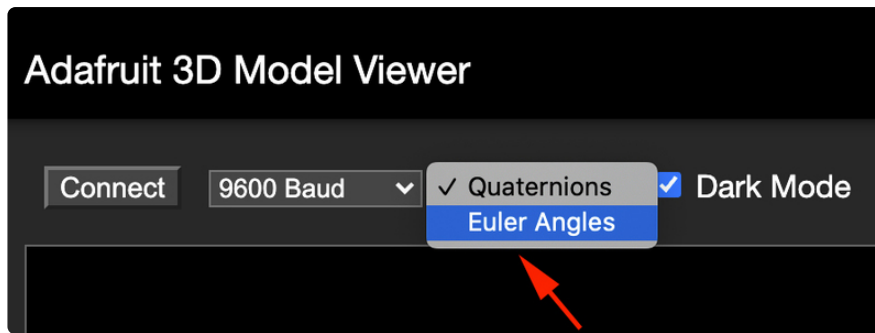 Adafruit 3D Model Viewer
Connect 9600 Baud ✓ Quaternions Dark Mode
Euler Angles